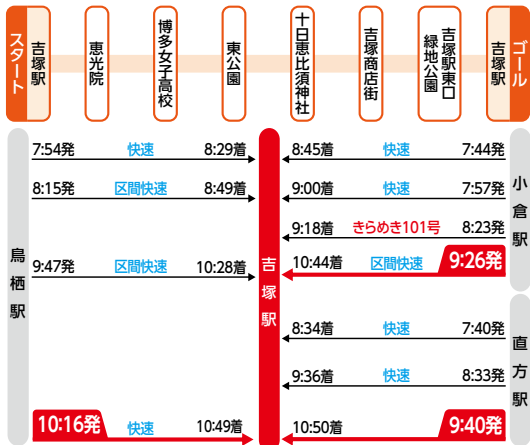 スタート
吉塚駅
恵光院
博多女子高校
東公園
十日恵比須神社
吉塚商店街
吉塚駅東口
緑地公園
吉塚駅
ゴール
鳥栖駅
7:54発 快速 8:29着
8:15発 区間快速 8:49着
9:47発 区間快速 10:28着
10:16発 快速 10:49着
吉塚駅
8:45着 快速 7:44発
9:00着 快速 7:57発
9:18着 きらめき101号 8:23発
10:44着 区間快速 9:26発
小倉駅
8:34着 快速 7:40発
9:36着 快速 8:33発
10:50着 9:40発
直方駅